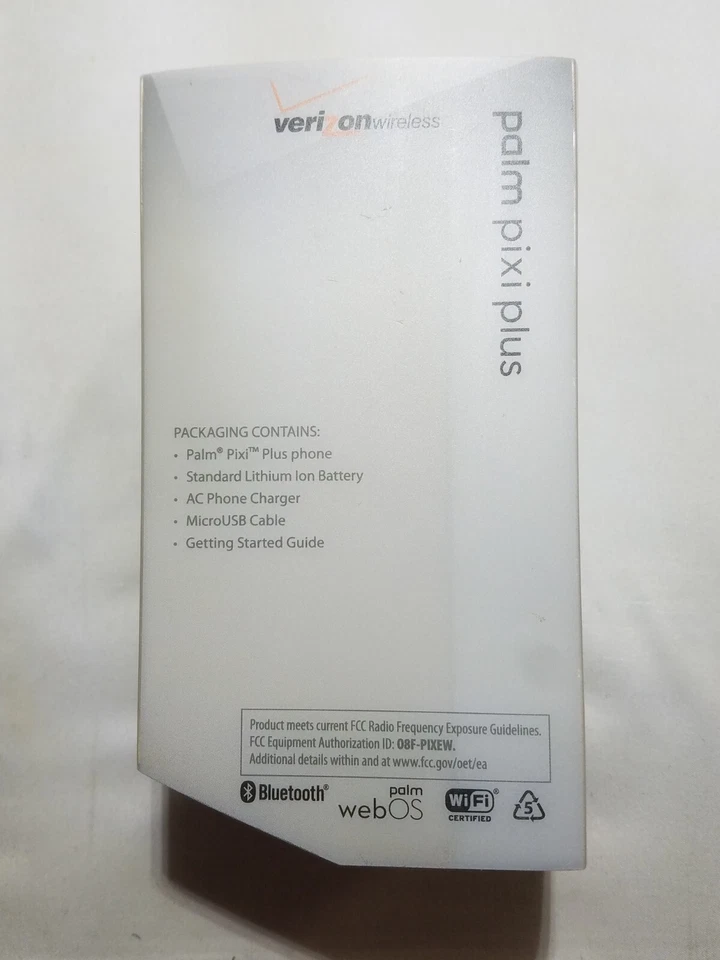 verizonwireless
palm pixi plus
PACKAGING CONTAINS:
• Palm® Pixi™ Plus phone
• Standard Lithium Ion Battery
• AC Phone Charger
• MicroUSB Cable
• Getting Started Guide
Product meets current FCC Radio Frequency Exposure Guidelines.
FCC Equipment Authorization ID: O8F-PIXEW.
Additional details within and at www.fcc.gov/oet/ea
Bluetooth®
palm
webOS
WiFi®
CERTIFIED
5